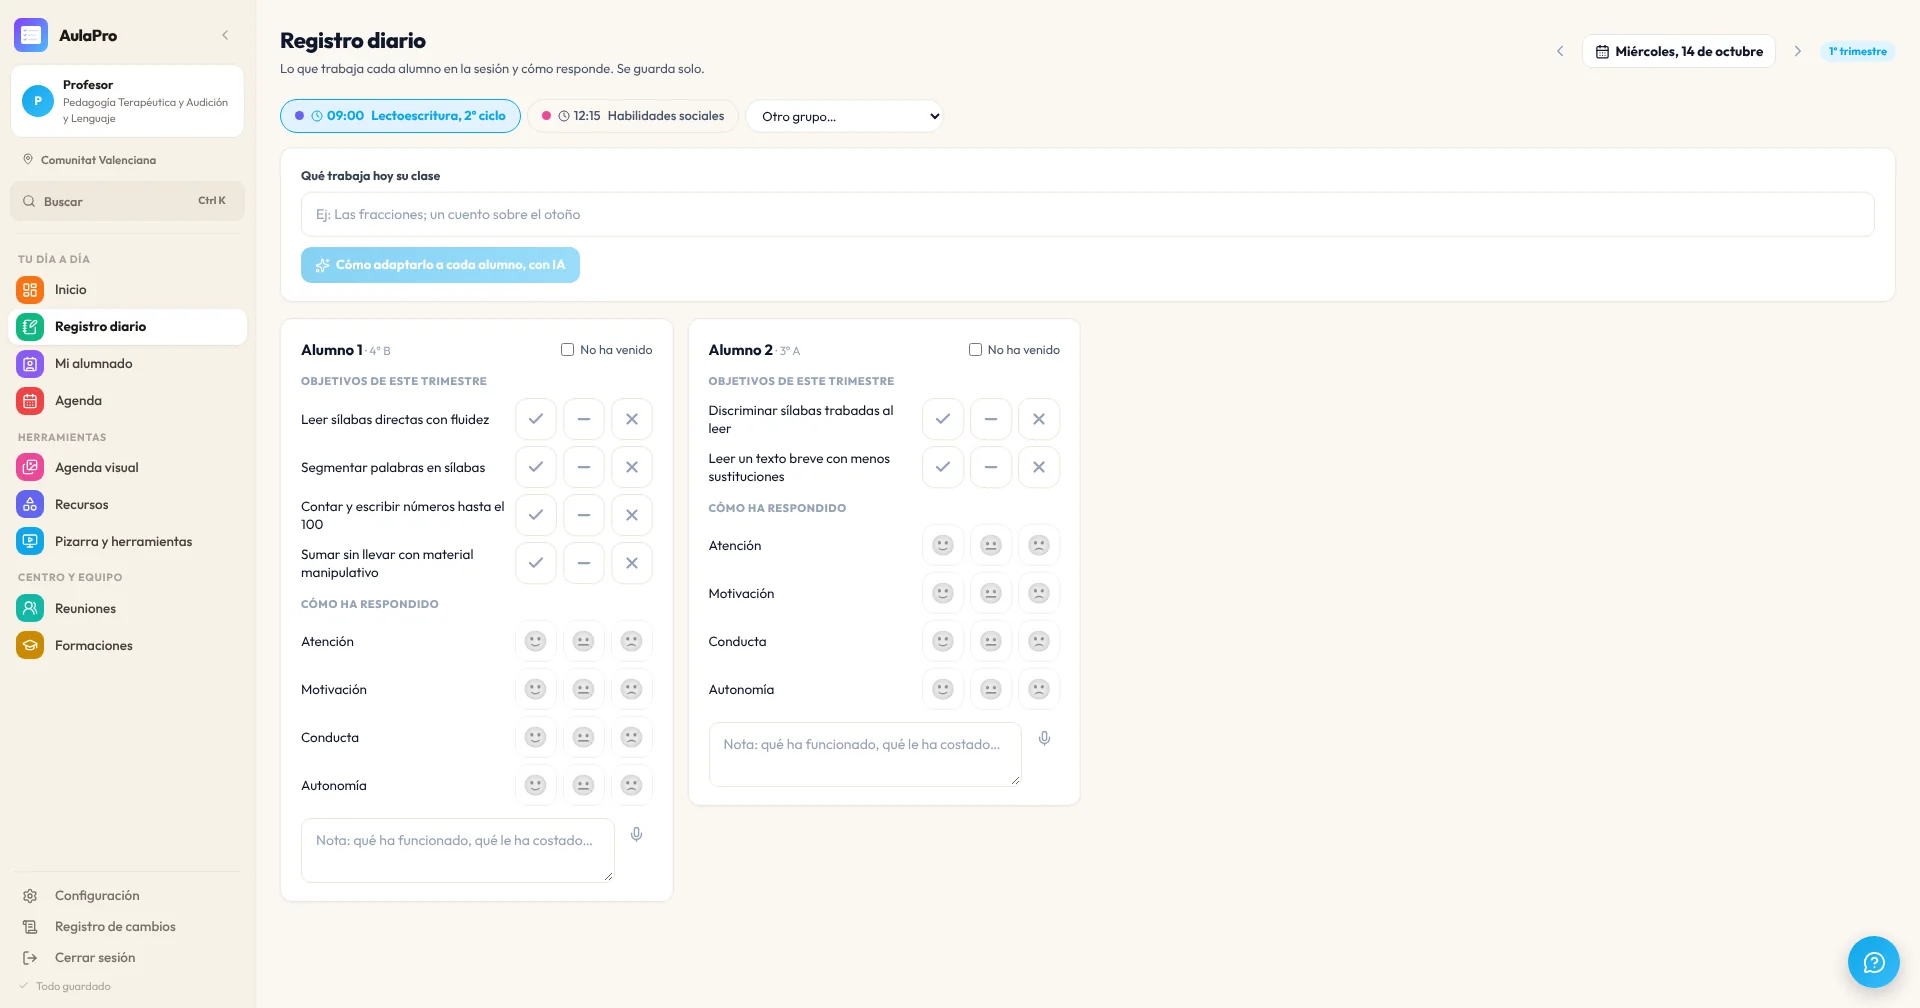 AulaPro
P
Profesor
Pedagogía Terapéutica y Audición
y Lenguaje
Comunitat Valenciana
Buscar
Ctrl K
TU DÍA A DÍA
Inicio
Registro diario
Mi alumnado
Agenda
HERRAMIENTAS
Agenda visual
Recursos
Pizarra y herramientas
CENTRO Y EQUIPO
Reuniones
Formaciones
Configuración
Registro de cambios
Cerrar sesión
Todo guardado
Registro diario
Lo que trabaja cada alumno en la sesión y cómo responde. Se guarda solo.
Miércoles, 14 de octubre
1º trimestre
09:00 Lectoescritura, 2º ciclo
12:15 Habilidades sociales
Otro grupo...
Qué trabaja hoy su clase
Ej: Las fracciones; un cuento sobre el otoño
Cómo adaptarlo a cada alumno, con IA
Alumno 1 · 4º B
No ha venido
OBJETIVOS DE ESTE TRIMESTRE
Leer sílabas directas con fluidez
Segmentar palabras en sílabas
Contar y escribir números hasta el
100
Sumar sin llevar con material
manipulativo
CÓMO HA RESPONDIDO
Atención
Motivación
Conducta
Autonomía
Nota: qué ha funcionado, qué le ha costado...
Alumno 2 · 3º A
No ha venido
OBJETIVOS DE ESTE TRIMESTRE
Discriminar sílabas trabadas al
leer
Leer un texto breve con menos
sustituciones
CÓMO HA RESPONDIDO
Atención
Motivación
Conducta
Autonomía
Nota: qué ha funcionado, qué le ha costado...